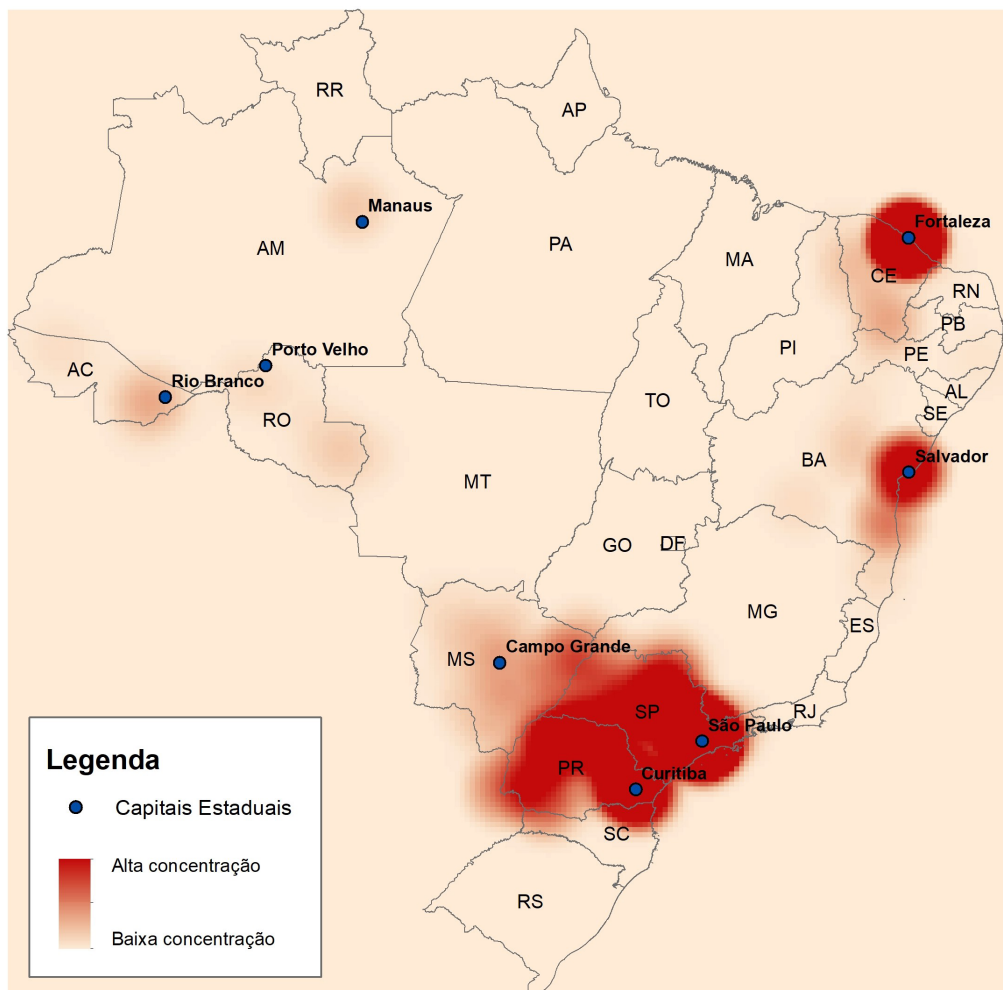 RR
AP
Manaus
Fortaleza
AM
PA
MA
CE
RN
PB
Porto Velho
PI
PE
AC
Rio Branco
AL
TO
SE
RO
BA
Salvador
MT
GO
DF
MG
ES
Campo Grande
MS
SP
RJ
São Paulo
PR
Curitiba
SC
RS
Legenda
Capitais Estaduais
Alta concentração
Baixa concentração